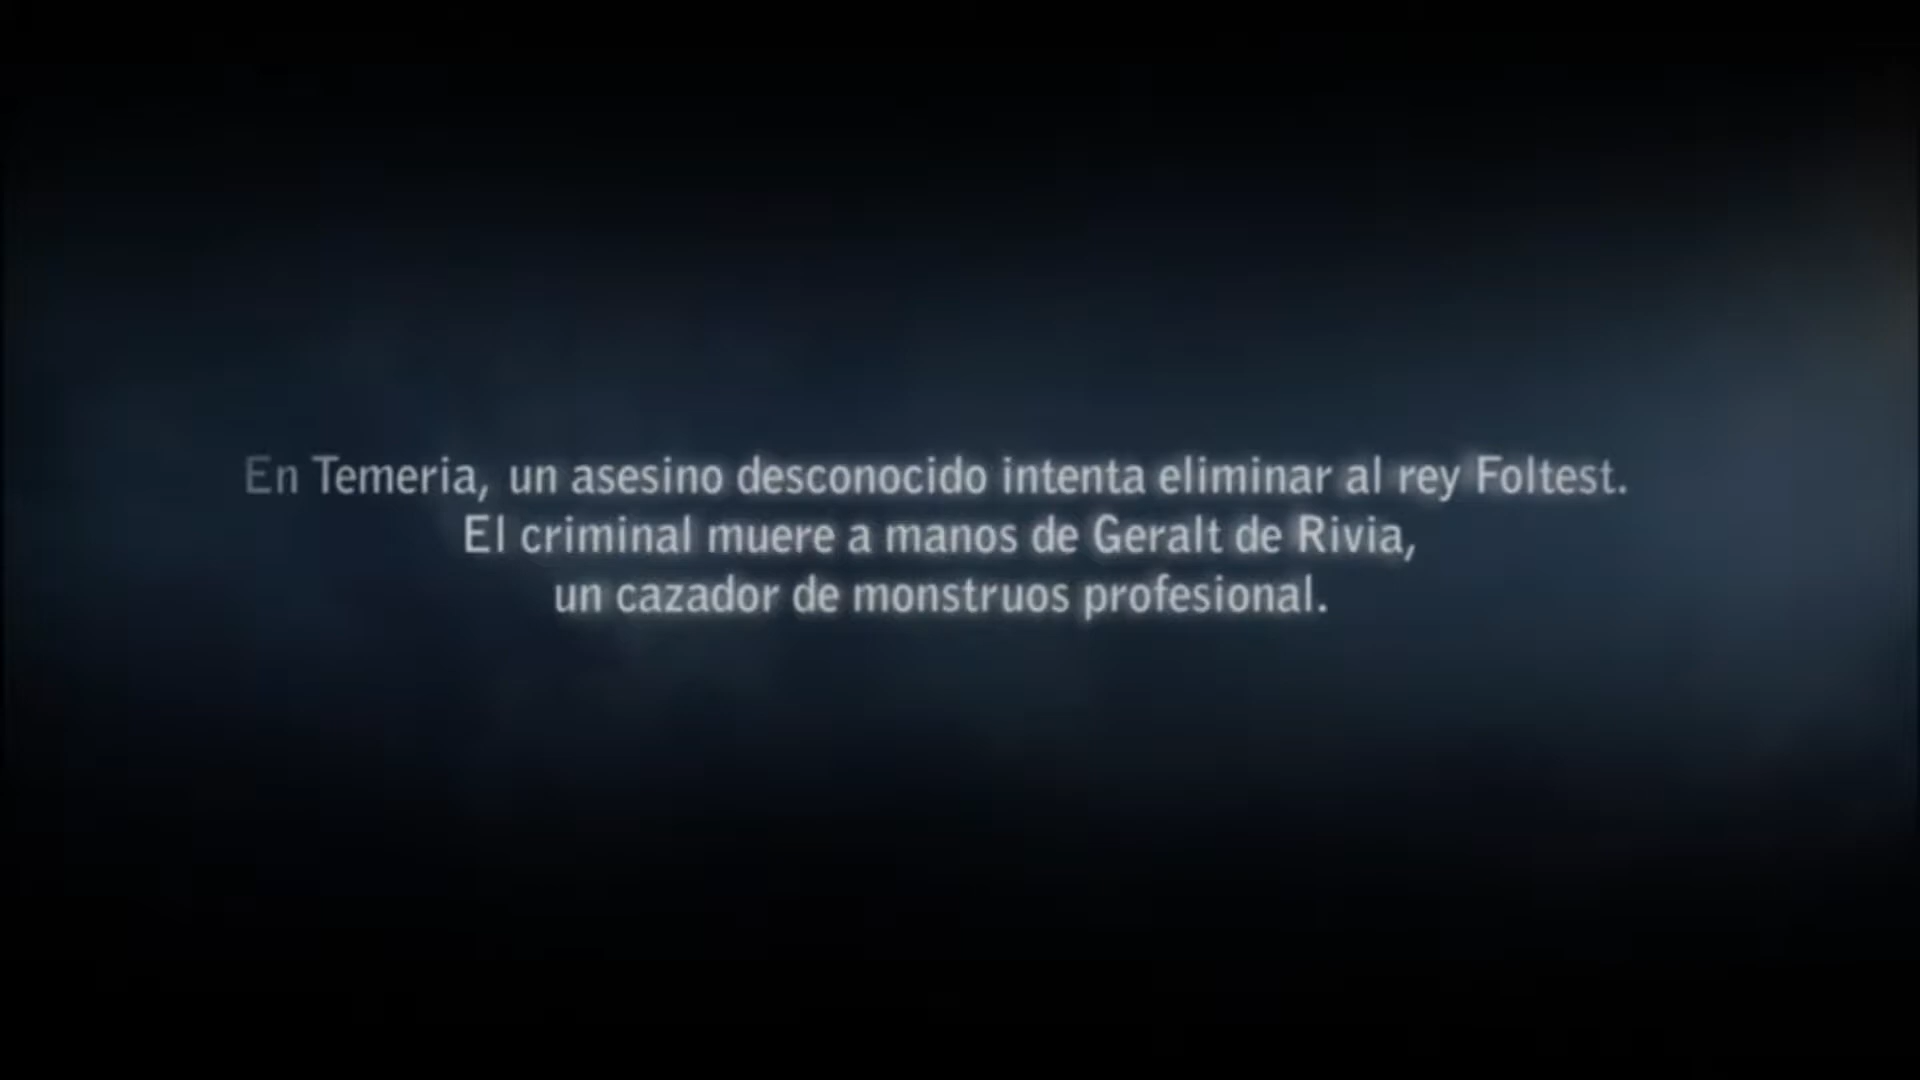 En Temeria, un asesino desconocido intenta eliminar al rey Foltest.
El criminal muere a manos de Geralt de Rivia,
un cazador de monstruos profesional.